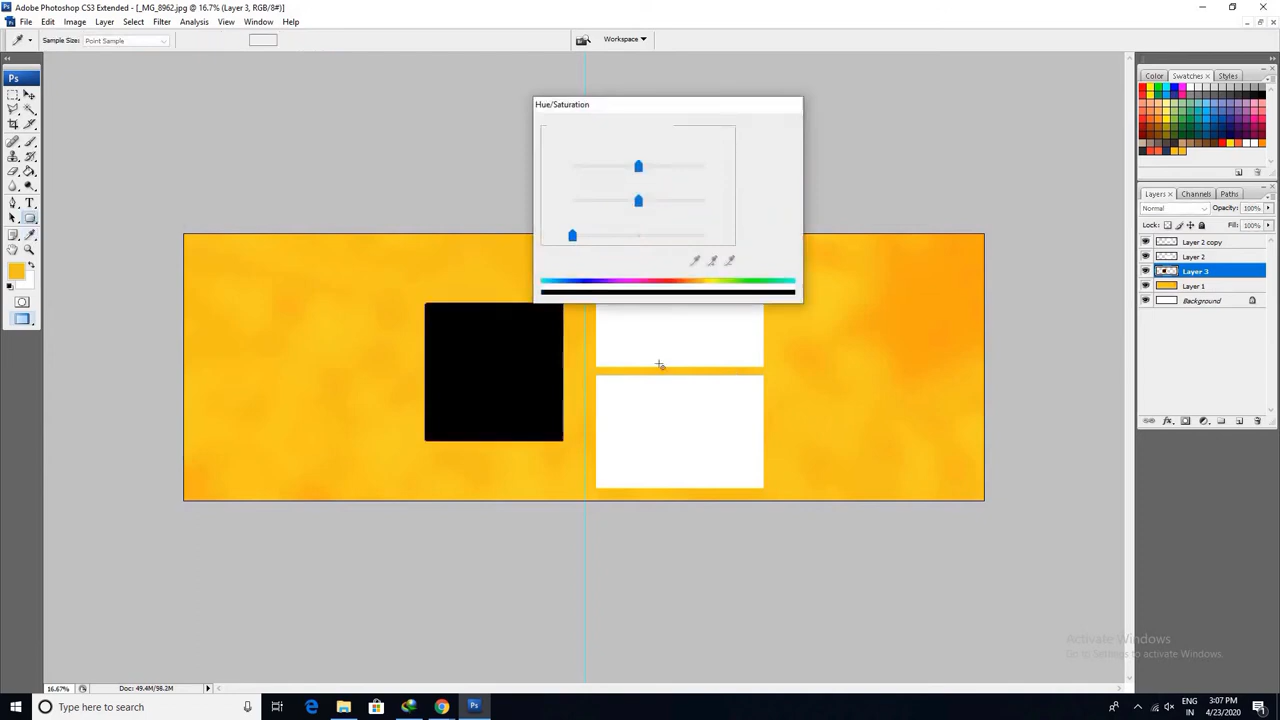 Adobe Photoshop CS3 Extended - [_MG_8962.jpg @ 16.7% (Layer 3, RGB/8#)]
File Edit Image Layer Select Filter Analysis View Window Help
Sample Size: Point Sample Workspace
Ps
Hue/Saturation
Color Swatches Styles
Layers Channels Paths
Normal Opacity: 100%
Lock: Fill: 100%
Layer 2 copy
Layer 2
Layer 3
Layer 1
Background
Activate Windows
Go to Settings to activate Windows.
16.67% Doc: 49.4M/98.2M
Type here to search
Ps
ENG
IN
3:07 PM
4/23/2020
1